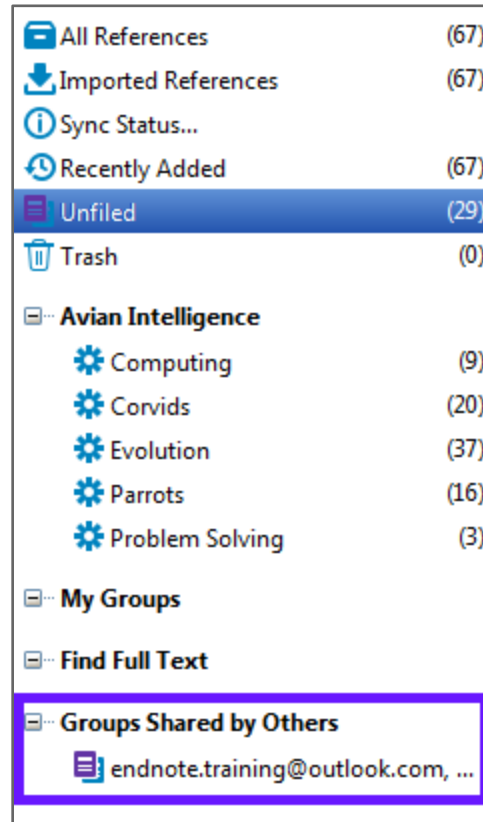 All References (67)
Imported References (67)
Sync Status...
Recently Added (67)
Unfiled (29)
Trash (0)
Avian Intelligence
Computing (9)
Corvids (20)
Evolution (37)
Parrots (16)
Problem Solving (3)
My Groups
Find Full Text
Groups Shared by Others
endnote.training@outlook.com, ...